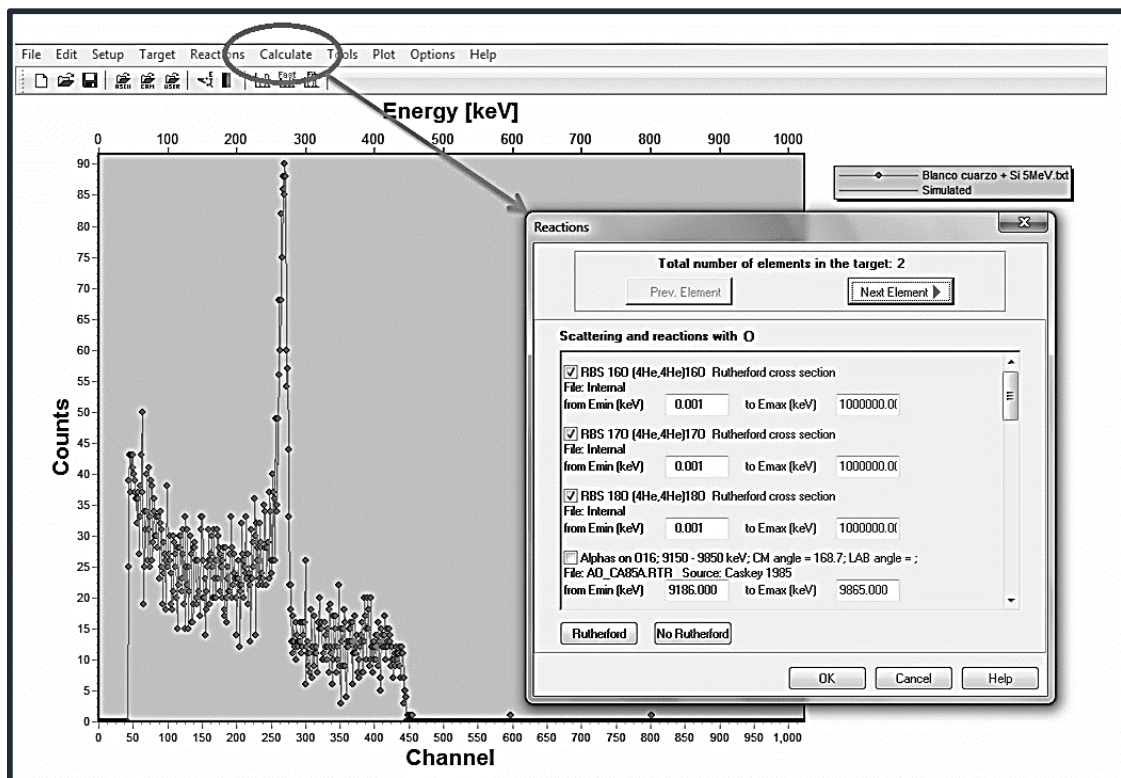 File Edit Setup Target Reactions Calculate Tools Plot Options Help
ASCII CAM USER Fast
Energy [keV]
0 100 200 300 400 500 600 700 800 900 1000
90
85
80
75
70
65
60
55
50
45
40
35
30
25
20
15
10
5
0
Counts
0 50 100 150 200 250 300 350 400 450 500 550 600 650 700 750 800 850 900 950 1,000
Channel
Blanco cuarzo + Si 5MeV.txt
Simulated
Reactions
Total number of elements in the target: 2
Prev. Element Next Element
Scattering and reactions with O
RBS 16O (4He,4He)16O Rutherford cross section
File: Internal
from Emin (keV) 0.001 to Emax (keV) 1000000.0(
RBS 17O (4He,4He)17O Rutherford cross section
File: Internal
from Emin (keV) 0.001 to Emax (keV) 1000000.0(
RBS 18O (4He,4He)18O Rutherford cross section
File: Internal
from Emin (keV) 0.001 to Emax (keV) 1000000.0(
Alphas on O16; 9150 - 9850 keV; CM angle = 168.7; LAB angle = ;
File: AO_CA85A.RTR Source: Caskey 1985
from Emin (keV) 9186.000 to Emax (keV) 9865.000
Rutherford No Rutherford
OK Cancel Help